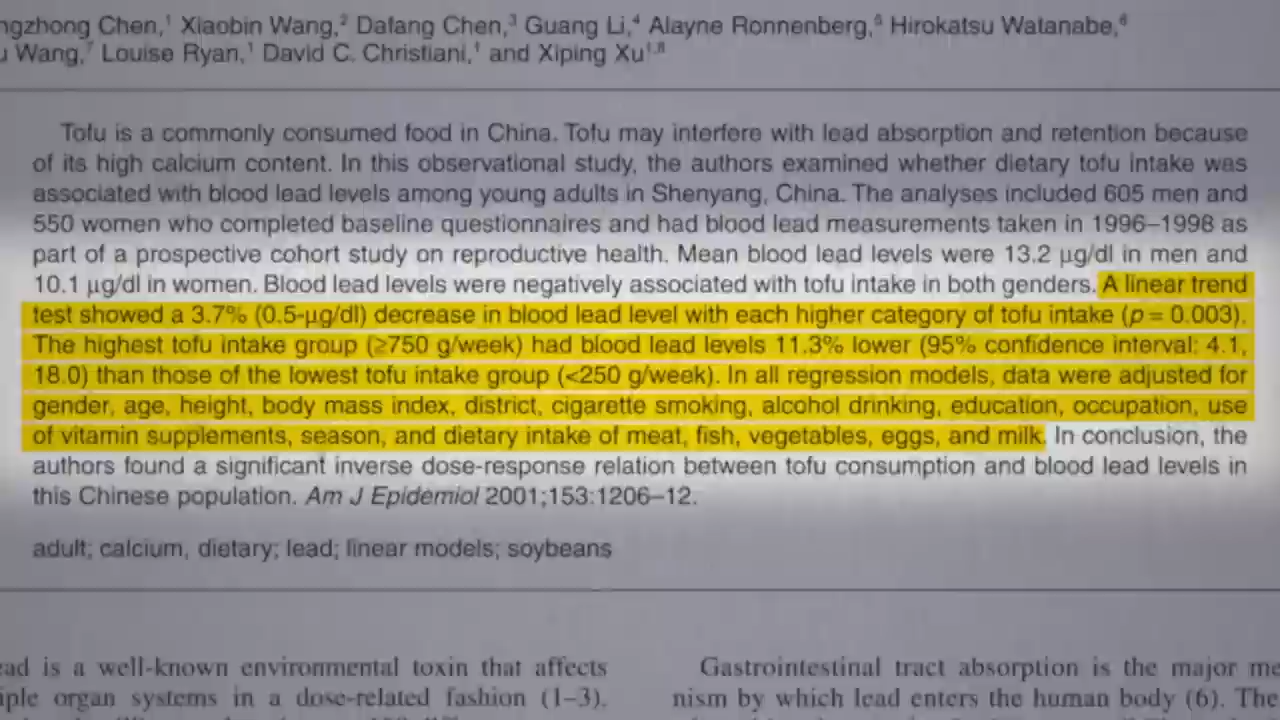 Chen,¹ Xiaobin Wang,² Dafang Chen,³ Guang Li,⁴ Alayne Ronnenberg,⁵ Hirokatsu Watanabe,⁶
Wang,⁷ Louise Ryan,¹ David C. Christiani,¹ and Xiping Xu¹,⁸
Tofu is a commonly consumed food in China. Tofu may interfere with lead absorption and retention because
of its high calcium content. In this observational study, the authors examined whether dietary tofu intake was
associated with blood lead levels among young adults in Shenyang, China. The analyses included 605 men and
550 women who completed baseline questionnaires and had blood lead measurements taken in 1996–1998 as
part of a prospective cohort study on reproductive health. Mean blood lead levels were 13.2 μg/dl in men and
10.1 μg/dl in women. Blood lead levels were negatively associated with tofu intake in both genders. A linear trend
test showed a 3.7% (0.5-μg/dl) decrease in blood lead level with each higher category of tofu intake (p = 0.003).
The highest tofu intake group (≥750 g/week) had blood lead levels 11.3% lower (95% confidence interval: 4.1,
18.0) than those of the lowest tofu intake group (<250 g/week). In all regression models, data were adjusted for
gender, age, height, body mass index, district, cigarette smoking, alcohol drinking, education, occupation, use
of vitamin supplements, season, and dietary intake of meat, fish, vegetables, eggs, and milk. In conclusion, the
authors found a significant inverse dose-response relation between tofu consumption and blood lead levels in
this Chinese population. Am J Epidemiol 2001;153:1206–12.
adult; calcium, dietary; lead; linear models; soybeans
is a well-known environmental toxin that affects
organ systems in a dose-related fashion (1–3).
Gastrointestinal tract absorption is the major
by which lead enters the human body (6). The